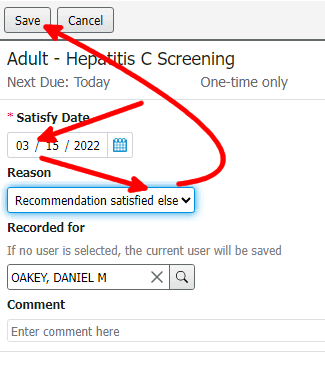 Save Cancel
Adult - Hepatitis C Screening
Next Due: Today One-time only
* Satisfy Date
03 / 15 / 2022
Reason
Recommendation satisfied else
Recorded for
If no user is selected, the current user will be saved
OAKEY, DANIEL M
Comment
Enter comment here